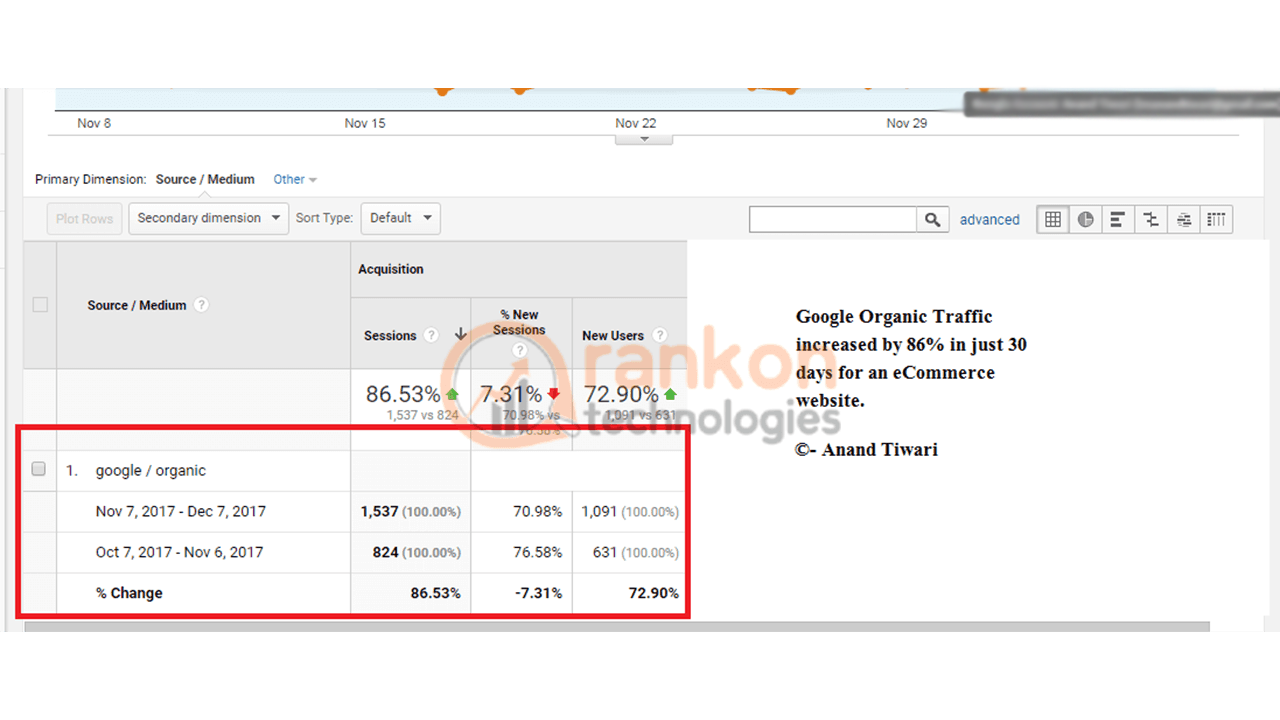 Nov 8 Nov 15 Nov 22 Nov 29
Primary Dimension: Source / Medium Other
Plot Rows Secondary dimension Sort Type: Default advanced
Source / Medium ?
Acquisition
Sessions ? % New Sessions ? New Users ?
86.53% 7.31% 72.90%
1,537 vs 824 70.98% vs 76.58% 1,091 vs 631
1. google / organic
Nov 7, 2017 - Dec 7, 2017 1,537 (100.00%) 70.98% 1,091 (100.00%)
Oct 7, 2017 - Nov 6, 2017 824 (100.00%) 76.58% 631 (100.00%)
% Change 86.53% -7.31% 72.90%
rankon
technologies
Google Organic Traffic
increased by 86% in just 30
days for an eCommerce
website.
©- Anand Tiwari